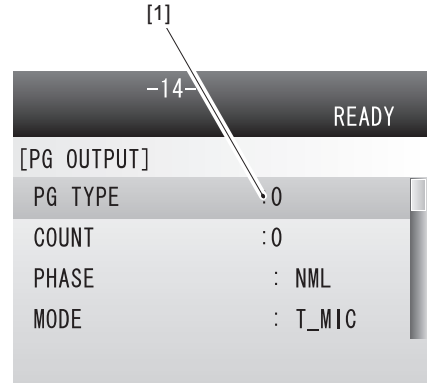 [1]
-14-
READY
[PG OUTPUT]
PG TYPE :0
COUNT :0
PHASE : NML
MODE : T_MIC